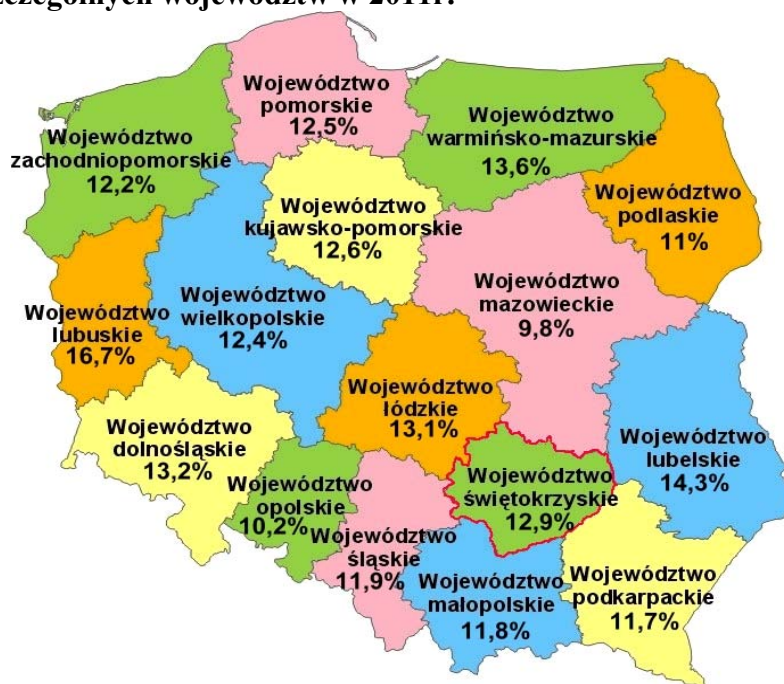 szczególnych województw w 2011r?
Województwo
pomorskie
12,5%
Województwo
zachodniopomorskie
12,2%
Województwo
warmińsko-mazurskie
13,6%
Województwo
podlaskie
11%
Województwo
kujawsko-pomorskie
12,6%
Województwo
mazowieckie
9,8%
Województwo
wielkopolskie
12,4%
Województwo
lubuskie
16,7%
Województwo
łódzkie
13,1%
Województwo
dolnośląskie
13,2%
Województwo
lubelskie
14,3%
Województwo
opolskie
10,2%
Województwo
świętokrzyskie
12,9%
Województwo
śląskie
11,9%
Województwo
małopolskie
11,8%
Województwo
podkarpackie
11,7%